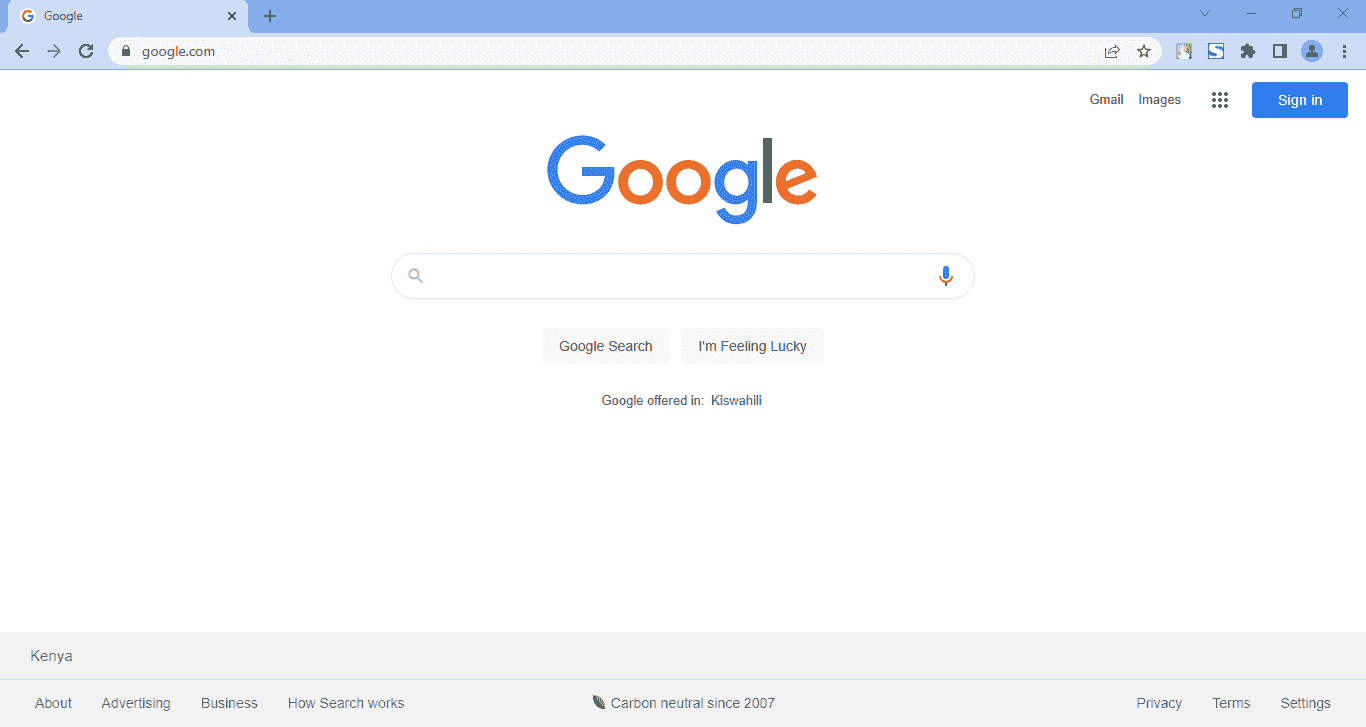 Google
google.com
Gmail Images Sign in
Google
Google Search I'm Feeling Lucky
Google offered in: Kiswahili
Kenya
About Advertising Business How Search works Carbon neutral since 2007 Privacy Terms Settings